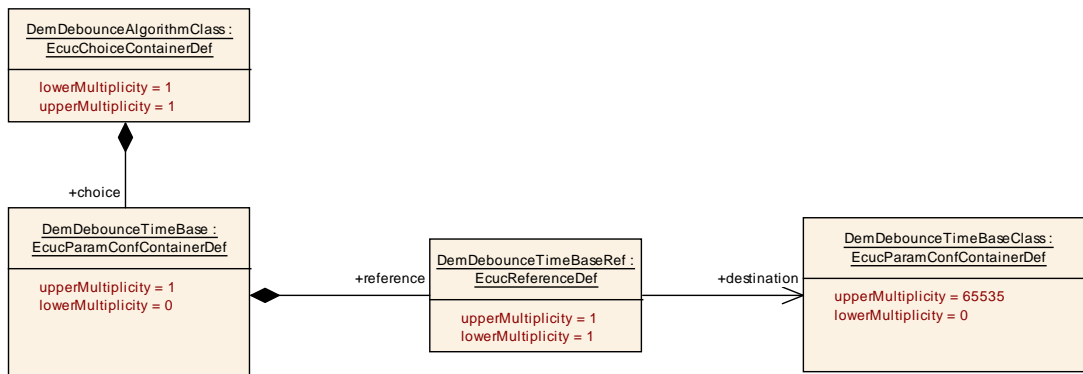 DemDebounceAlgorithmClass :
EcucChoiceContainerDef
lowerMultiplicity = 1
upperMultiplicity = 1
+choice
DemDebounceTimeBase :
EcucParamConfContainerDef
upperMultiplicity = 1
lowerMultiplicity = 0
+reference
DemDebounceTimeBaseRef :
EcucReferenceDef
upperMultiplicity = 1
lowerMultiplicity = 1
+destination
DemDebounceTimeBaseClass :
EcucParamConfContainerDef
upperMultiplicity = 65535
lowerMultiplicity = 0